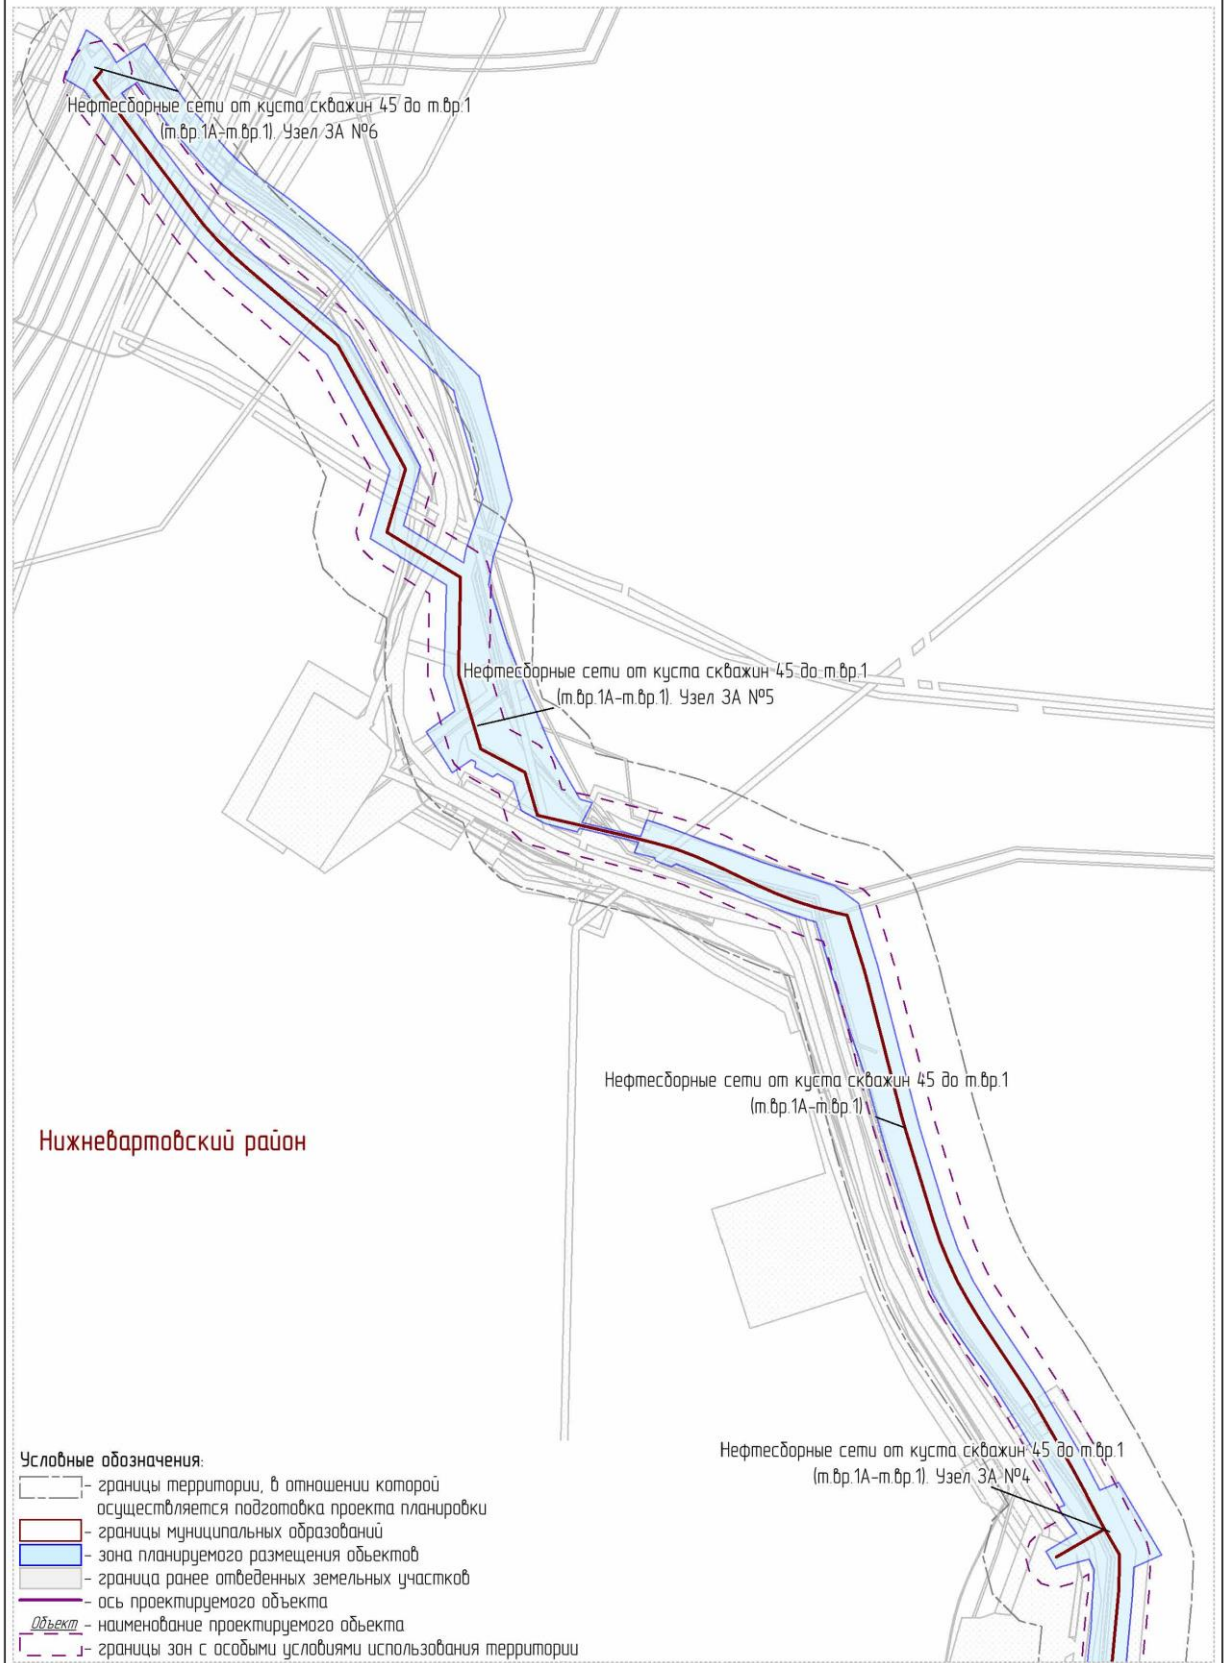 Нефтесборные сети от куста скважин 45 до т.вр.1
(т.вр.1А-т.вр.1). Узел ЗА №6
Нефтесборные сети от куста скважин 45 до т.вр.1
(т.вр.1А-т.вр.1). Узел ЗА №5
Нефтесборные сети от куста скважин 45 до т.вр.1
(т.вр.1А-т.вр.1)
Нижневартовский район
Нефтесборные сети от куста скважин 45 до т.вр.1
(т.вр.1А-т.вр.1). Узел ЗА №4
Условные обозначения:
- границы территории, в отношении которой
осуществляется подготовка проекта планировки
- границы муниципальных образований
- зона планируемого размещения объектов
- граница ранее отведенных земельных участков
- ось проектируемого объекта
Объект - наименование проектируемого объекта
- границы зон с особыми условиями использования территории